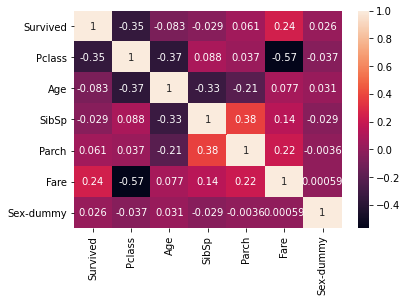 Survived 1 -0.35 -0.083 -0.029 0.061 0.24 0.026
Pclass -0.35 1 -0.37 0.088 0.037 -0.57 -0.037
Age -0.083 -0.37 1 -0.33 -0.21 0.077 0.031
SibSp -0.029 0.088 -0.33 1 0.38 0.14 -0.029
Parch 0.061 0.037 -0.21 0.38 1 0.22 -0.0036
Fare 0.24 -0.57 0.077 0.14 0.22 1 0.00059
Sex-dummy 0.026 -0.037 0.031 -0.029 -0.0036 0.00059 1
Survived
Pclass
Age
SibSp
Parch
Fare
Sex-dummy
1.0
0.8
0.6
0.4
0.2
0.0
−0.2
−0.4